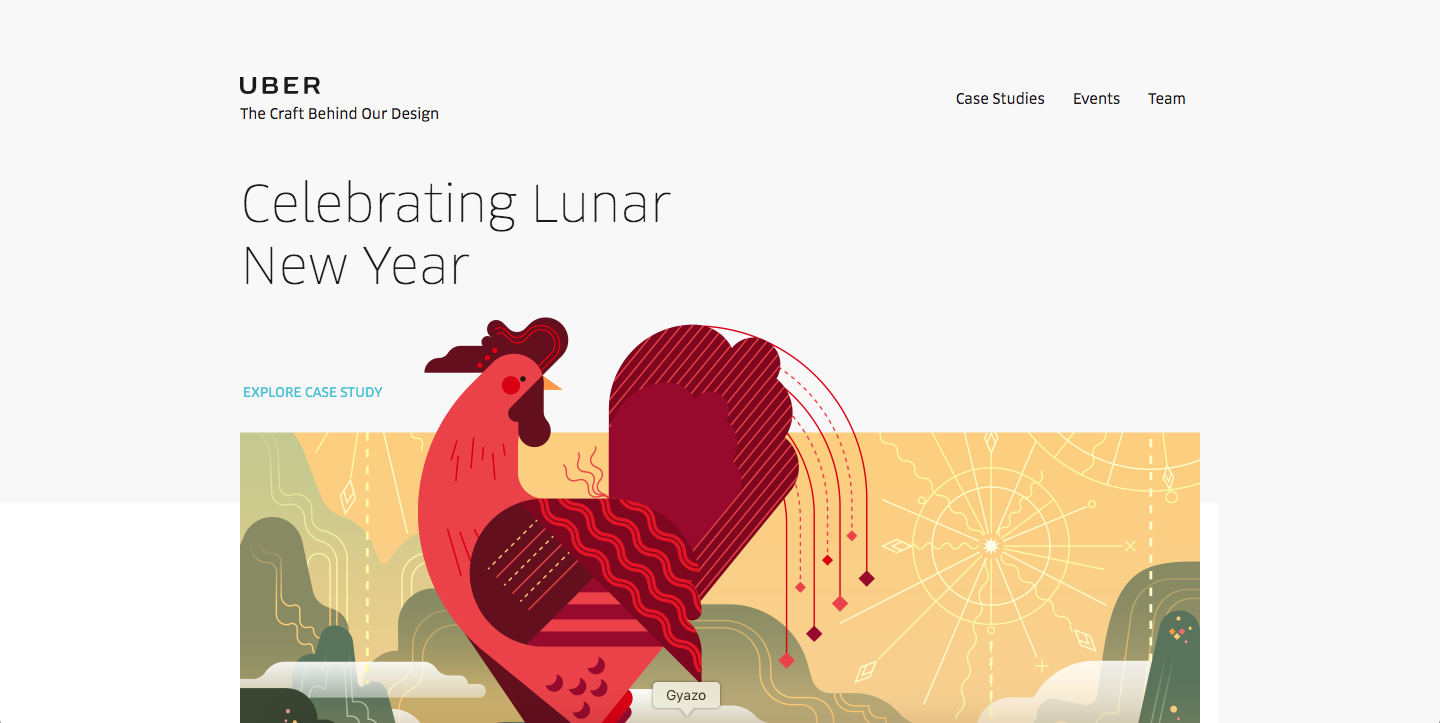 UBER
The Craft Behind Our Design
Case Studies
Events
Team
Celebrating Lunar
New Year
EXPLORE CASE STUDY
Gyazo